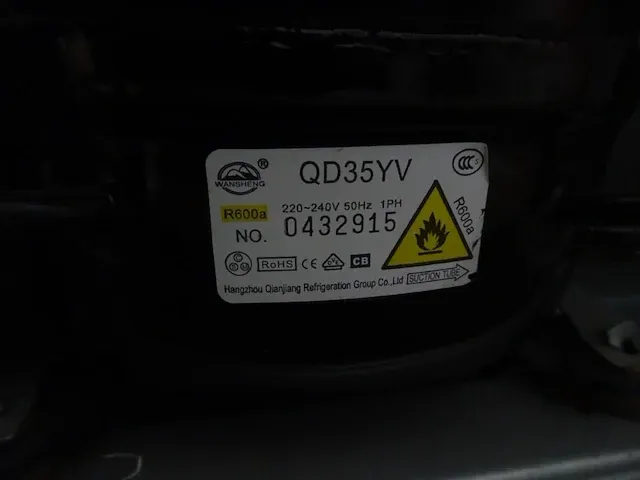 WANSHENG ®
QD35YV
CCC S
R600a
220~240V 50Hz 1PH
NO. 0432915
R600a
RoHS CE CB
SUCTION TUBE
Hangzhou Qianjiang Refrigeration Group Co.,Ltd